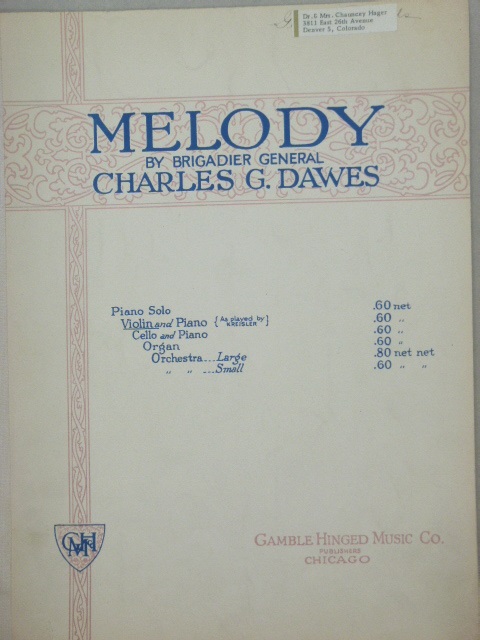 Dr. & Mrs. Chauncey Hager
3811 East 26th Avenue
Denver 5, Colorado
MELODY
BY BRIGADIER GENERAL
CHARLES G. DAWES
Piano Solo .60 net
Violin and Piano {As played by KREISLER} .60 „
Cello and Piano .60 „
Organ .60 „
Orchestra...Large .80 net net
„ „ ...Small .60 „ „
GHMC
GAMBLE HINGED MUSIC CO.
PUBLISHERS
CHICAGO